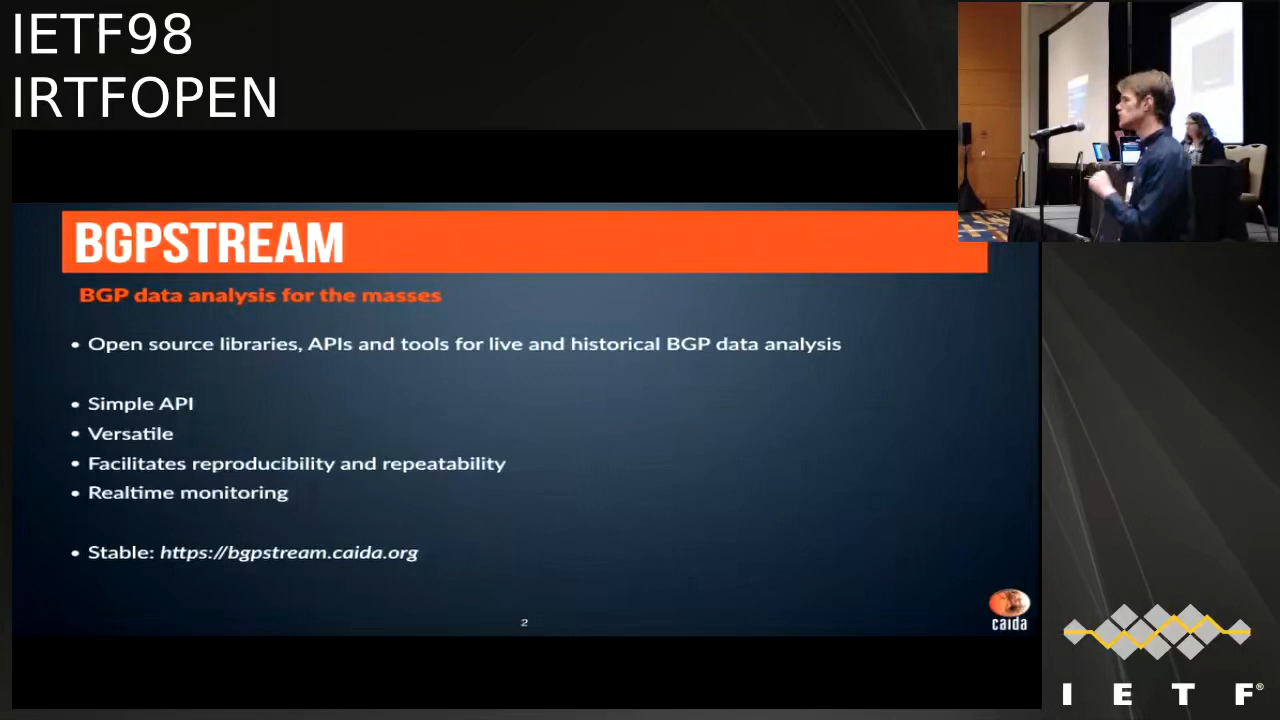 IETF98
IRTFOPEN
BGPSTREAM
BGP data analysis for the masses
• Open source libraries, APIs and tools for live and historical BGP data analysis
• Simple API
• Versatile
• Facilitates reproducibility and repeatability
• Realtime monitoring
• Stable: https://bgpstream.caida.org
2
caida
I E T F®